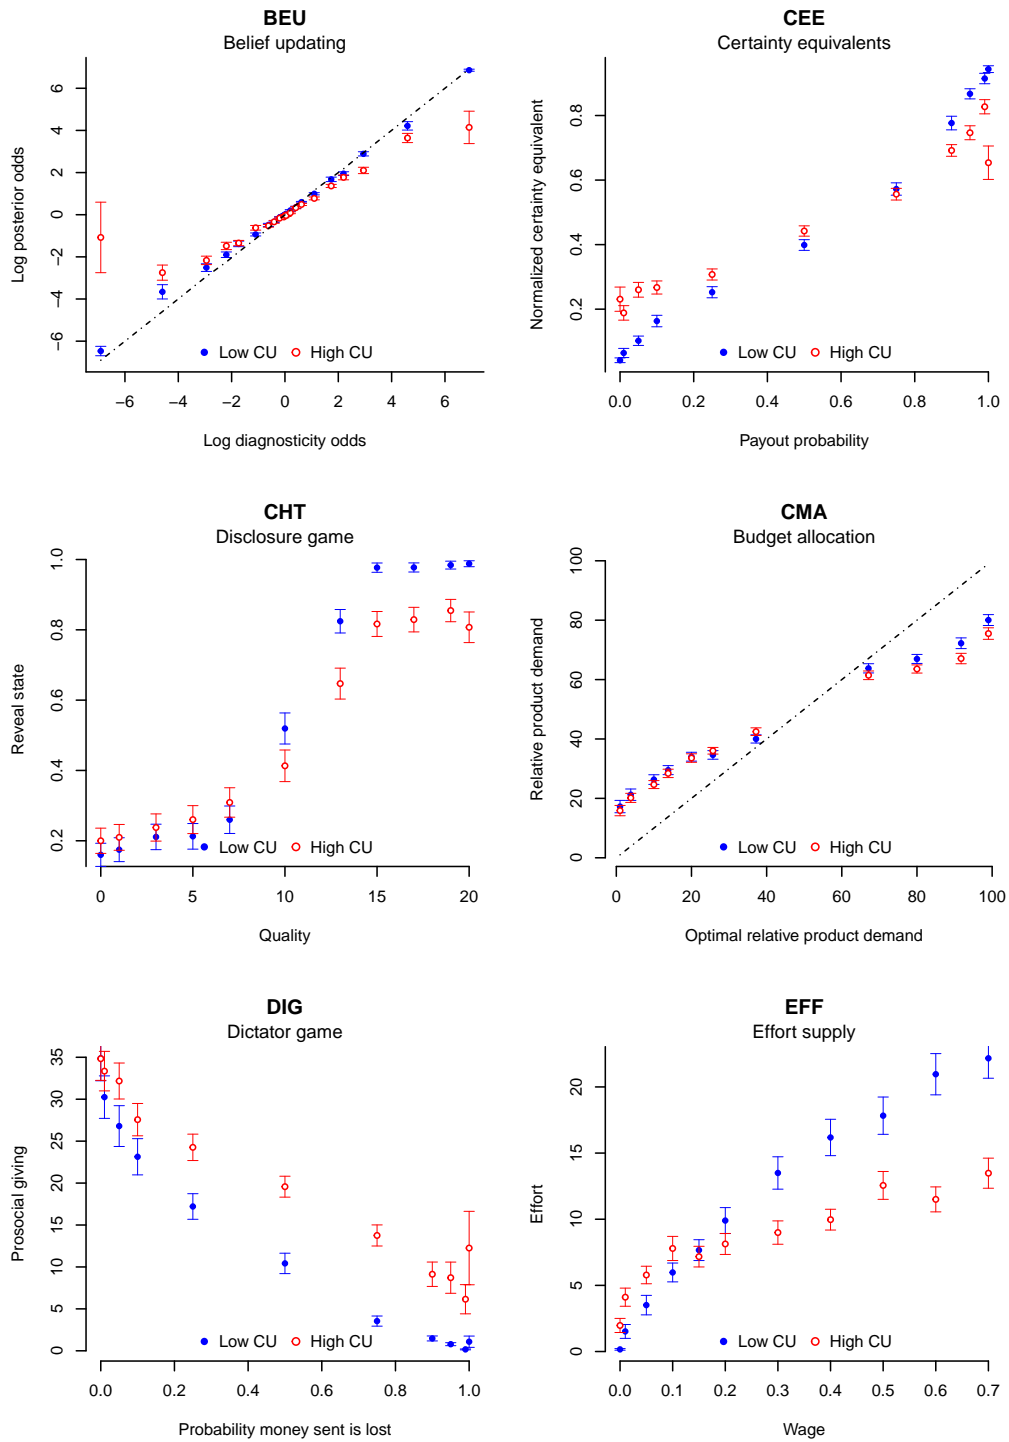 BEU
Belief updating
Log posterior odds
6
4
2
0
−2
−4
−6
Low CU High CU
−6 −4 −2 0 2 4 6
Log diagnosticity odds
CEE
Certainty equivalents
Normalized certainty equivalent
0.8
0.6
0.4
0.2
Low CU High CU
0.0 0.2 0.4 0.6 0.8 1.0
Payout probability
CHT
Disclosure game
Reveal state
1.0
0.8
0.6
0.4
0.2
Low CU High CU
0 5 10 15 20
Quality
CMA
Budget allocation
Relative product demand
100
80
60
40
20
0
Low CU High CU
0 20 40 60 80 100
Optimal relative product demand
DIG
Dictator game
Prosocial giving
35
30
25
20
15
10
5
0
Low CU High CU
0.0 0.2 0.4 0.6 0.8 1.0
Probability money sent is lost
EFF
Effort supply
Effort
20
15
10
5
0
Low CU High CU
0.0 0.1 0.2 0.3 0.4 0.5 0.6 0.7
Wage